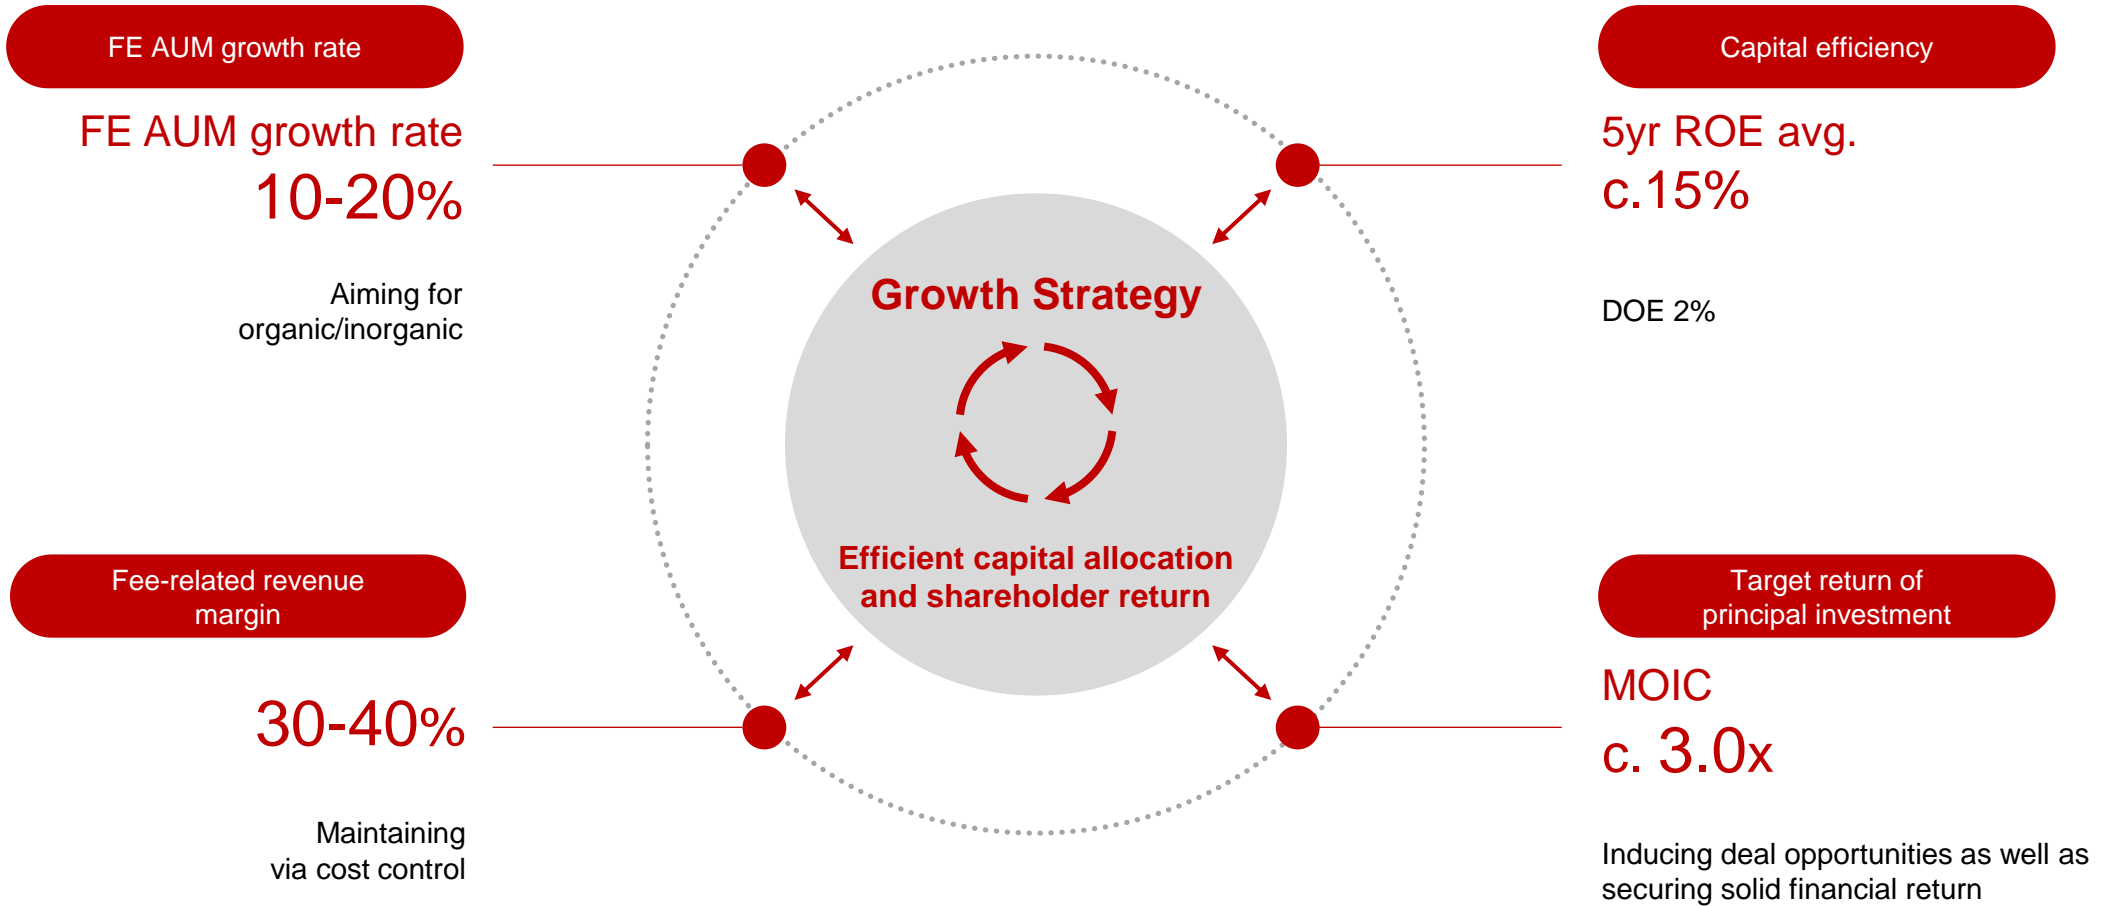 FE AUM growth rate
FE AUM growth rate
10-20%
Aiming for
organic/inorganic
Capital efficiency
5yr ROE avg.
c.15%
DOE 2%
Growth Strategy
Efficient capital allocation
and shareholder return
Fee-related revenue
margin
30-40%
Maintaining
via cost control
Target return of
principal investment
MOIC
c. 3.0x
Inducing deal opportunities as well as
securing solid financial return